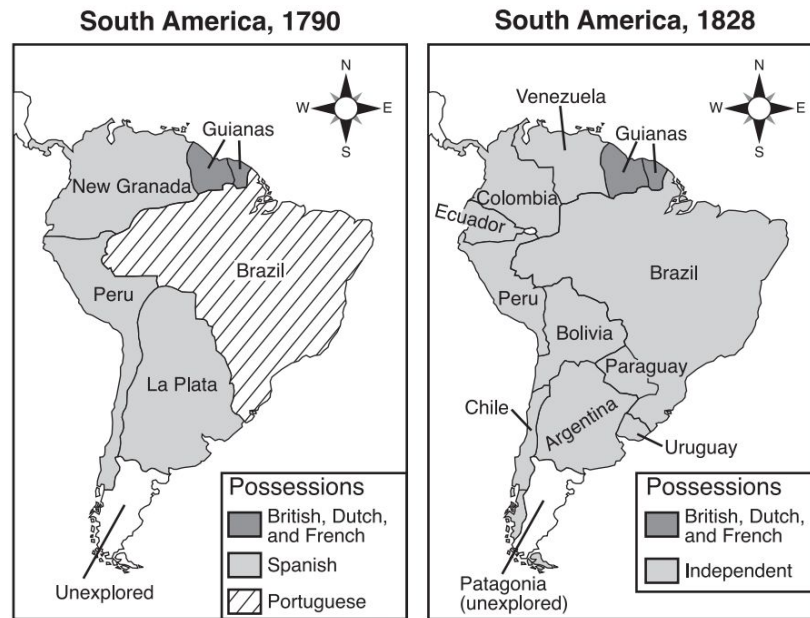 South America, 1790
N
W
E
S
Guianas
New Granada
Brazil
Peru
La Plata
Unexplored
Possessions
British, Dutch,
and French
Spanish
Portuguese
South America, 1828
N
W
E
S
Venezuela
Guianas
Colombia
Ecuador
Brazil
Peru
Bolivia
Paraguay
Chile
Argentina
Uruguay
Patagonia
(unexplored)
Possessions
British, Dutch,
and French
Independent